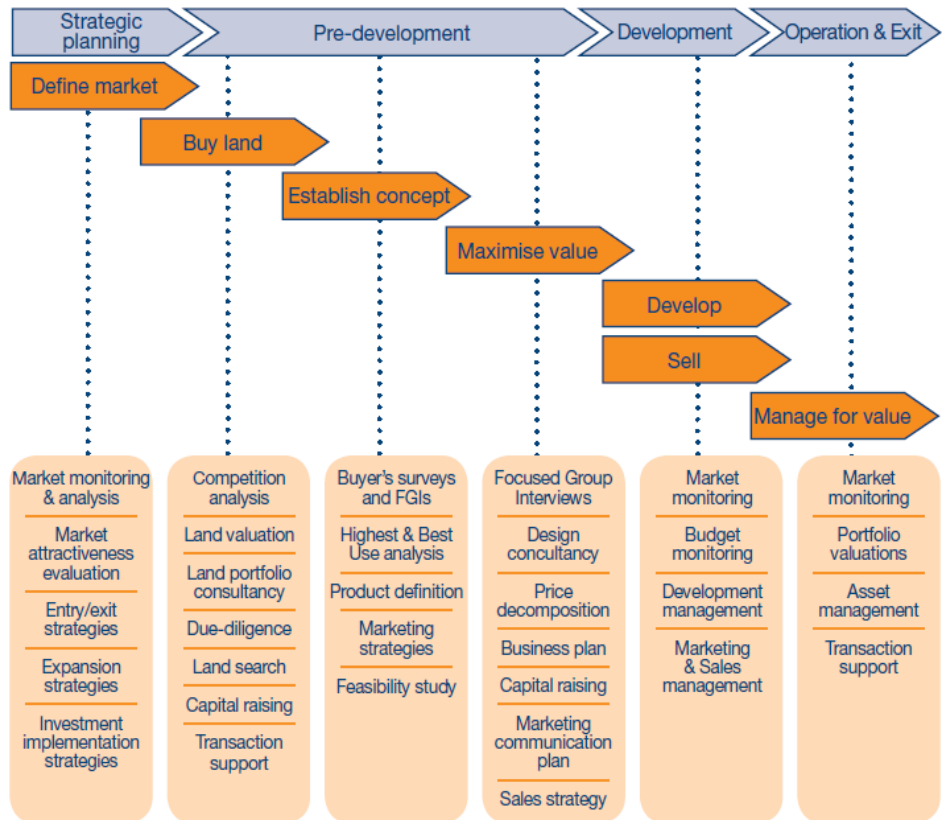 Strategic
planning
Pre-development
Development
Operation & Exit
Define market
Buy land
Establish concept
Maximise value
Develop
Sell
Manage for value
Market monitoring
& analysis
Market
attractiveness
evaluation
Entry/exit
strategies
Expansion
strategies
Investment
implementation
strategies
Competition
analysis
Land valuation
Land portfolio
consultancy
Due-diligence
Land search
Capital raising
Transaction
support
Buyer's surveys
and FGIs
Highest & Best
Use analysis
Product definition
Marketing
strategies
Feasibility study
Focused Group
Interviews
Design
concultancy
Price
decomposition
Business plan
Capital raising
Marketing
communication
plan
Sales strategy
Market
monitoring
Budget
monitoring
Development
management
Marketing
& Sales
management
Market
monitoring
Portfolio
valuations
Asset
management
Transaction
support